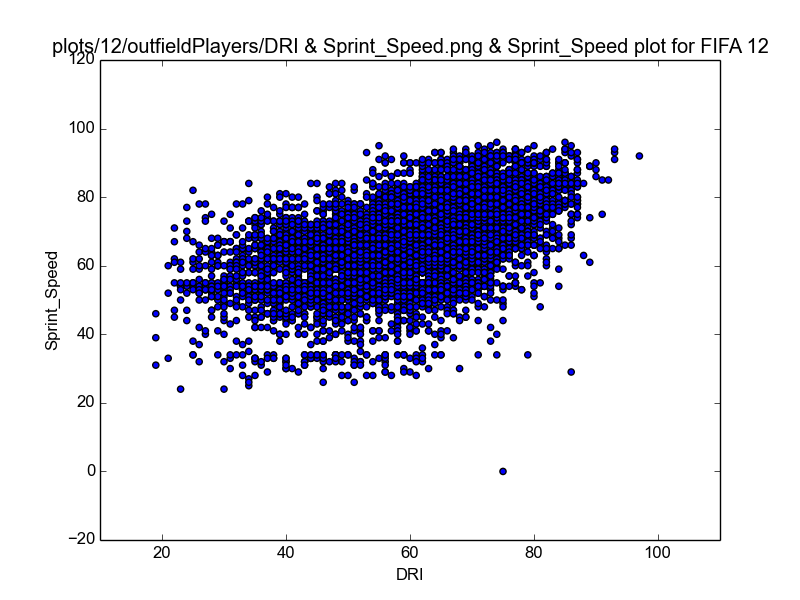 plots/12/outfieldPlayers/DRI & Sprint_Speed.png & Sprint_Speed plot for FIFA 12
120
100
80
60
40
20
0
−20
Sprint_Speed
20 40 60 80 100
DRI